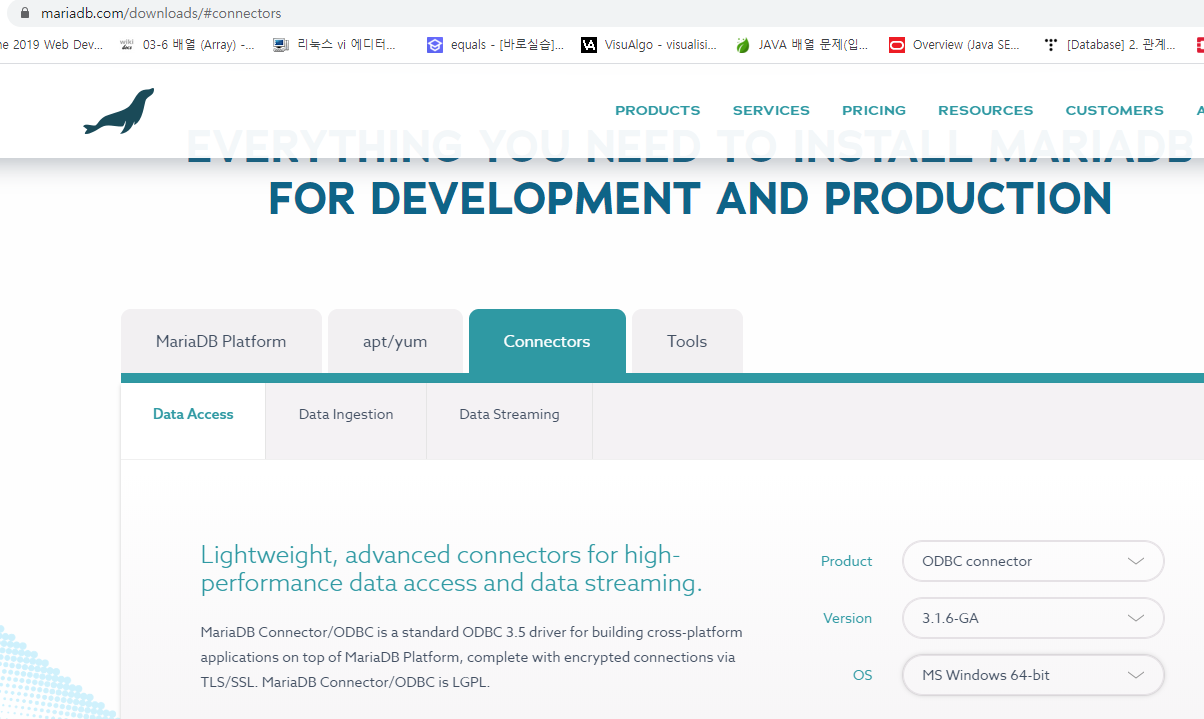 mariadb.com/downloads/#connectors
ne 2019 Web Dev... 03-6 배열 (Array) -... 리눅스 vi 에디터... equals - [바로실습]... VisuAlgo - visualisi... JAVA 배열 문제(입... Overview (Java SE... [Database] 2. 관계...
PRODUCTS SERVICES PRICING RESOURCES CUSTOMERS A
EVERYTHING YOU NEED TO INSTALL MARIADB
FOR DEVELOPMENT AND PRODUCTION
MariaDB Platform apt/yum Connectors Tools
Data Access Data Ingestion Data Streaming
Lightweight, advanced connectors for high-
performance data access and data streaming.
MariaDB Connector/ODBC is a standard ODBC 3.5 driver for building cross-platform
applications on top of MariaDB Platform, complete with encrypted connections via
TLS/SSL. MariaDB Connector/ODBC is LGPL.
Product ODBC connector
Version 3.1.6-GA
OS MS Windows 64-bit